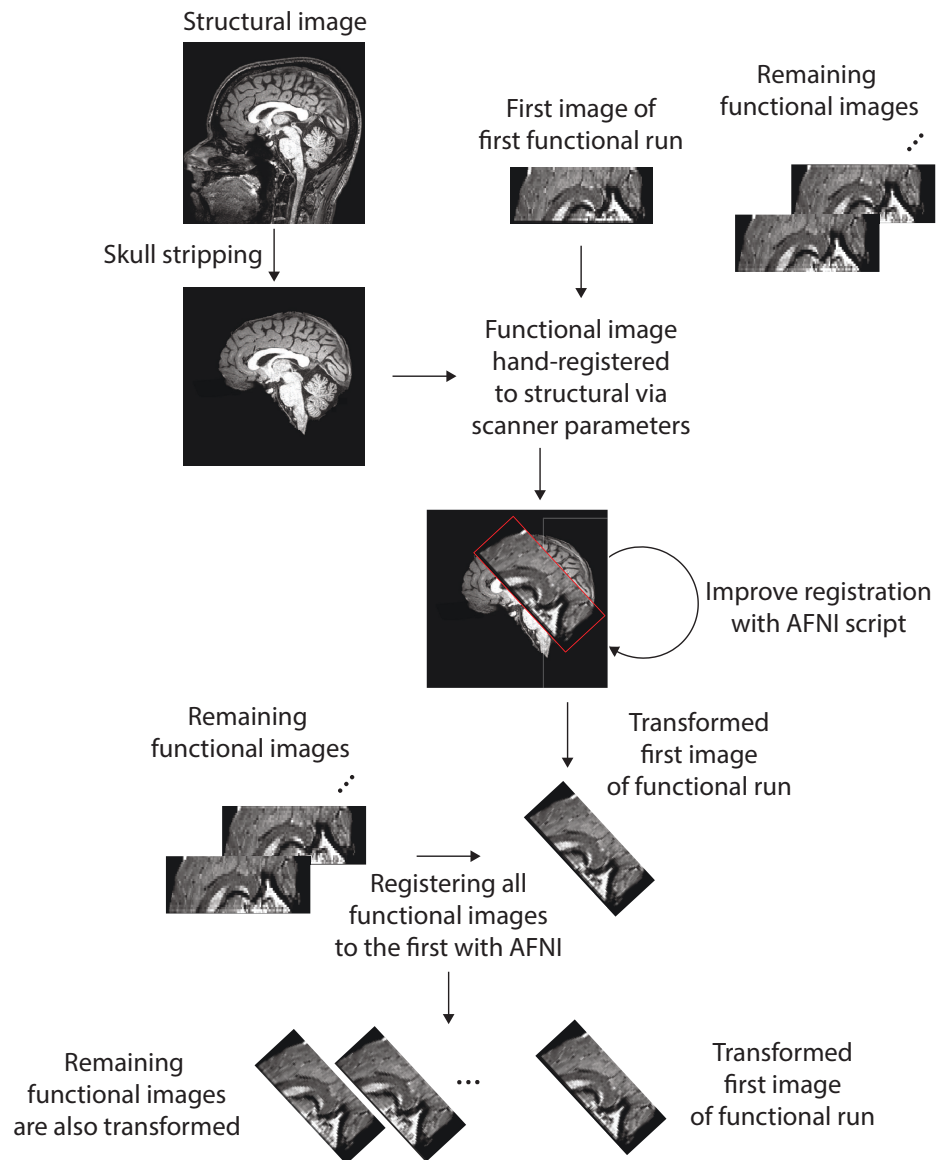 Structural image
First image of
first functional run
Remaining
functional images
Skull stripping
Functional image
hand-registered
to structural via
scanner parameters
Improve registration
with AFNI script
Transformed
first image
of functional run
Remaining
functional images
Registering all
functional images
to the first with AFNI
Remaining
functional images
are also transformed
Transformed
first image
of functional run